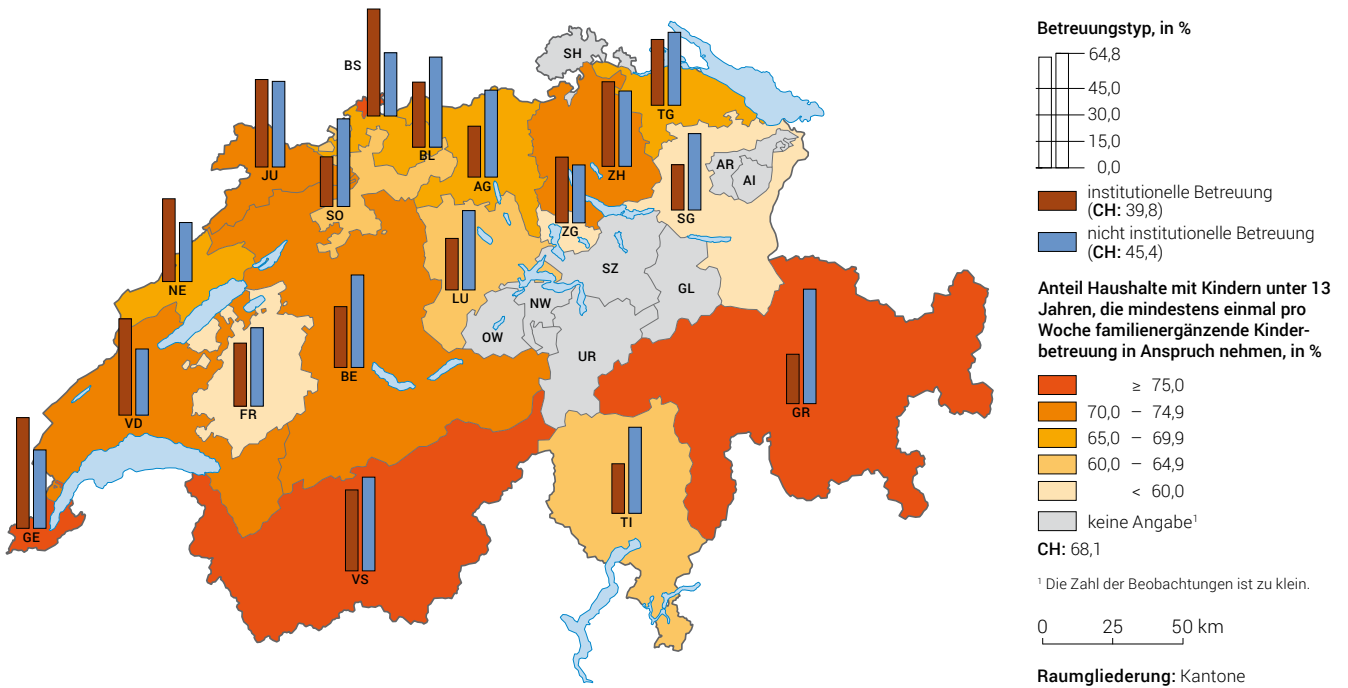 SH
BS
TG
BL
JU
ZH
AR
AG
AI
SO
SG
ZG
SZ
NE
LU
GL
NW
OW
UR
BE
VD
FR
GR
TI
GE
VS
Betreuungstyp, in %
64,8
45,0
30,0
15,0
0,0
institutionelle Betreuung
(CH: 39,8)
nicht institutionelle Betreuung
(CH: 45,4)
Anteil Haushalte mit Kindern unter 13
Jahren, die mindestens einmal pro
Woche familienergänzende Kinder-
betreuung in Anspruch nehmen, in %
≥ 75,0
70,0 – 74,9
65,0 – 69,9
60,0 – 64,9
< 60,0
keine Angabe¹
CH: 68,1
¹ Die Zahl der Beobachtungen ist zu klein.
0 25 50 km
Raumgliederung: Kantone